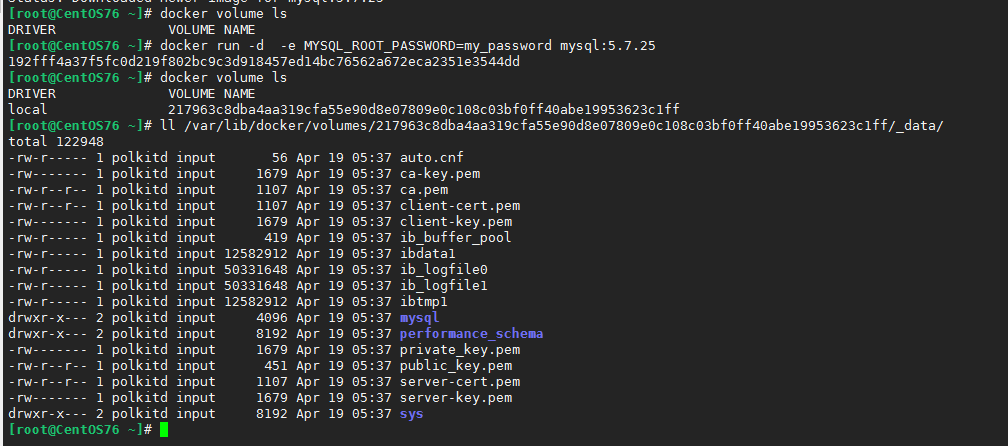 Status: Downloaded newer image for mysql:5.7.25
[root@CentOS76 ~]# docker volume ls
DRIVER              VOLUME NAME
[root@CentOS76 ~]# docker run -d  -e MYSQL_ROOT_PASSWORD=my_password mysql:5.7.25
192fff4a37f5fc0d219f802bc9c3d918457ed14bc76562a672eca2351e3544dd
[root@CentOS76 ~]# docker volume ls
DRIVER              VOLUME NAME
local               217963c8dba4aa319cfa55e90d8e07809e0c108c03bf0ff40abe19953623c1ff
[root@CentOS76 ~]# ll /var/lib/docker/volumes/217963c8dba4aa319cfa55e90d8e07809e0c108c03bf0ff40abe19953623c1ff/_data/
total 122948
-rw-r----- 1 polkitd input       56 Apr 19 05:37 auto.cnf
-rw------- 1 polkitd input     1679 Apr 19 05:37 ca-key.pem
-rw-r--r-- 1 polkitd input     1107 Apr 19 05:37 ca.pem
-rw-r--r-- 1 polkitd input     1107 Apr 19 05:37 client-cert.pem
-rw------- 1 polkitd input     1679 Apr 19 05:37 client-key.pem
-rw-r----- 1 polkitd input      419 Apr 19 05:37 ib_buffer_pool
-rw-r----- 1 polkitd input 12582912 Apr 19 05:37 ibdata1
-rw-r----- 1 polkitd input 50331648 Apr 19 05:37 ib_logfile0
-rw-r----- 1 polkitd input 50331648 Apr 19 05:37 ib_logfile1
-rw-r----- 1 polkitd input 12582912 Apr 19 05:37 ibtmp1
drwxr-x--- 2 polkitd input     4096 Apr 19 05:37 mysql
drwxr-x--- 2 polkitd input     8192 Apr 19 05:37 performance_schema
-rw------- 1 polkitd input     1679 Apr 19 05:37 private_key.pem
-rw-r--r-- 1 polkitd input      451 Apr 19 05:37 public_key.pem
-rw-r--r-- 1 polkitd input     1107 Apr 19 05:37 server-cert.pem
-rw------- 1 polkitd input     1679 Apr 19 05:37 server-key.pem
drwxr-x--- 2 polkitd input     8192 Apr 19 05:37 sys
[root@CentOS76 ~]#